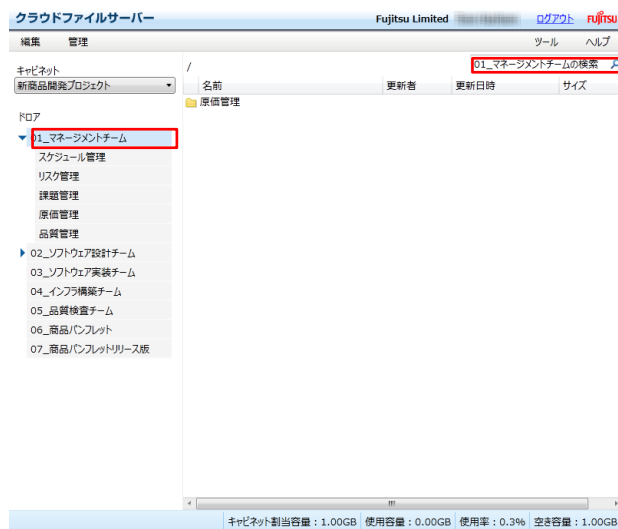 クラウドファイルサーバー Fujitsu Limited ログアウト FUJITSU
編集 管理 ツール ヘルプ
キャビネット / 01_マネージメントチームの検索
新商品開発プロジェクト 名前 更新者 更新日時 サイズ
原価管理
ドロア
01_マネージメントチーム
スケジュール管理
リスク管理
課題管理
原価管理
品質管理
02_ソフトウェア設計チーム
03_ソフトウェア実装チーム
04_インフラ構築チーム
05_品質検査チーム
06_商品パンフレット
07_商品パンフレットリリース版
キャビネット割当容量：1.00GB 使用容量：0.00GB 使用率：0.3% 空き容量：1.00GB